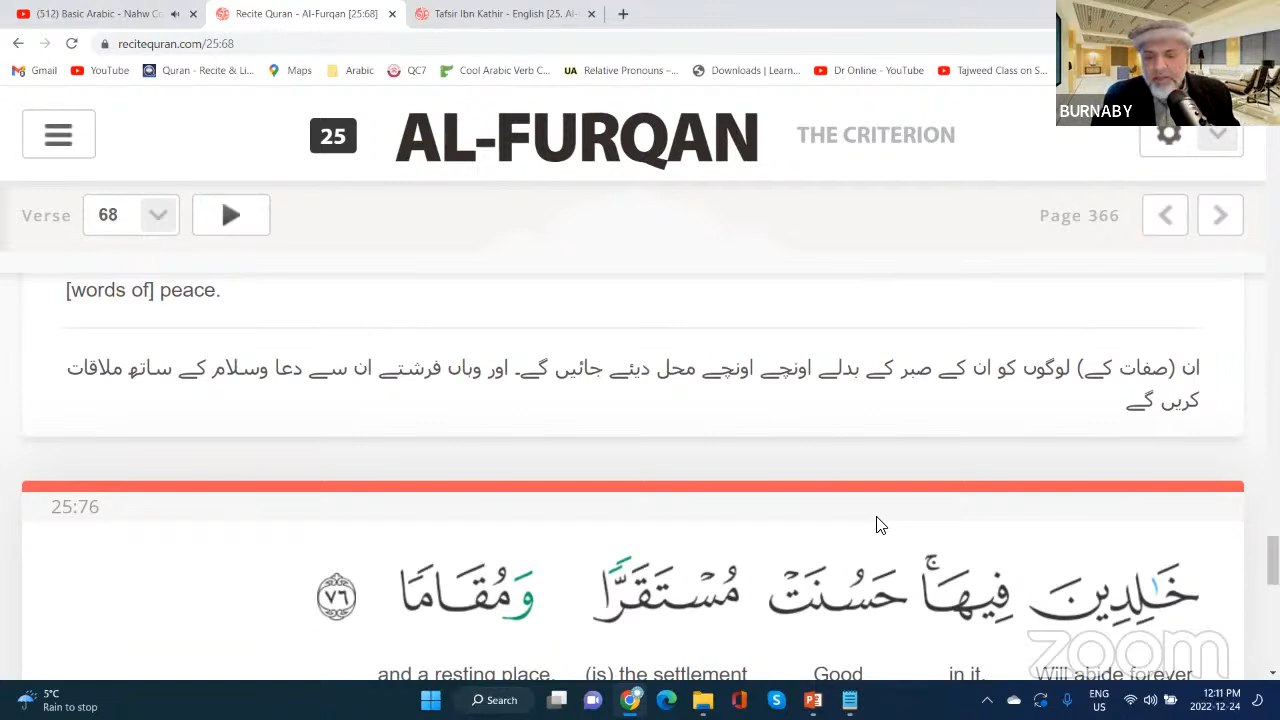 (512) Basic Arabic - Nahw Co
Recite Quran - Al-Furqan [25:68]
Tafsir Ibn Kathir - English [25. Al-
recitequran.com/25:68
Gmail YouTube Quran - Recite & Li... Maps Arabic QCT Cool Arabic Verb C... UA Relative Pronouns –... Downloads | Learn... Dr Online - YouTube Tajweed Class on S...
BURNABY
25 AL-FURQAN THE CRITERION
Verse 68 Page 366
[words of] peace.
ان (صفات کے) لوگوں کو ان کے صبر کے بدلے اونچے اونچے محل دیئے جائیں گے۔ اور وہاں فرشتے ان سے دعا وسلام کے ساتھ ملاقات
کریں گے
25:76
خَٰلِدِينَ فِيهَاۚ حَسُنَتۡ مُسۡتَقَرّٗا وَمُقَامٗا ٧٦
zoom
and a resting place. (is) the settlement Good in it. Will abide forever
5°C
Rain to stop
Search
ENG
US
12:11 PM
2022-12-24